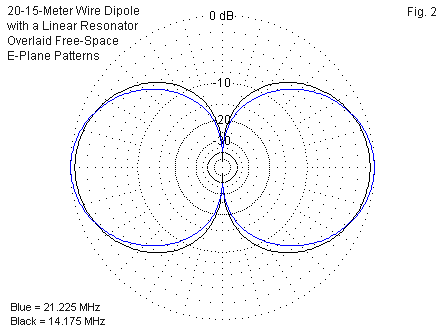 20-15-Meter Wire Dipole
with a Linear Resonator
Overlaid Free-Space
E-Plane Patterns
0 dB
Fig. 2
-10
-20
-30
Blue = 21.225 MHz
Black = 14.175 MHz